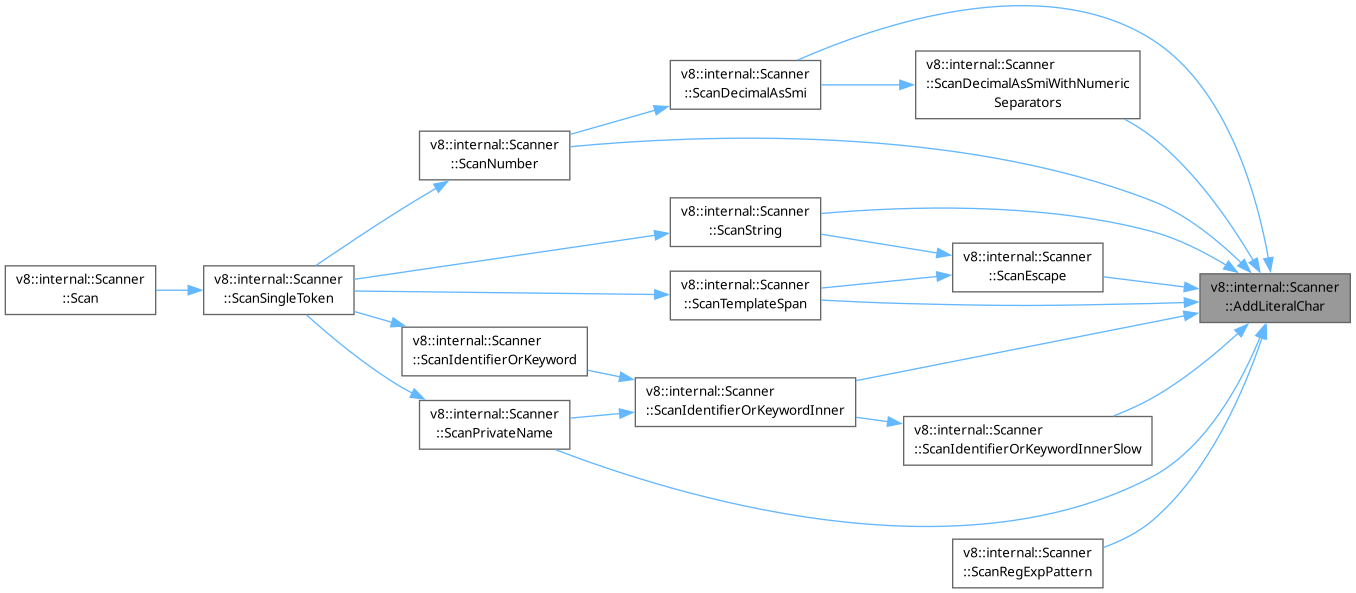 v8::internal::Scanner
::Scan
v8::internal::Scanner
::ScanSingleToken
v8::internal::Scanner
::ScanNumber
v8::internal::Scanner
::ScanDecimalAsSmi
v8::internal::Scanner
::ScanDecimalAsSmiWithNumeric
Separators
v8::internal::Scanner
::ScanString
v8::internal::Scanner
::ScanEscape
v8::internal::Scanner
::ScanTemplateSpan
v8::internal::Scanner
::AddLiteralChar
v8::internal::Scanner
::ScanIdentifierOrKeyword
v8::internal::Scanner
::ScanIdentifierOrKeywordInner
v8::internal::Scanner
::ScanPrivateName
v8::internal::Scanner
::ScanIdentifierOrKeywordInnerSlow
v8::internal::Scanner
::ScanRegExpPattern